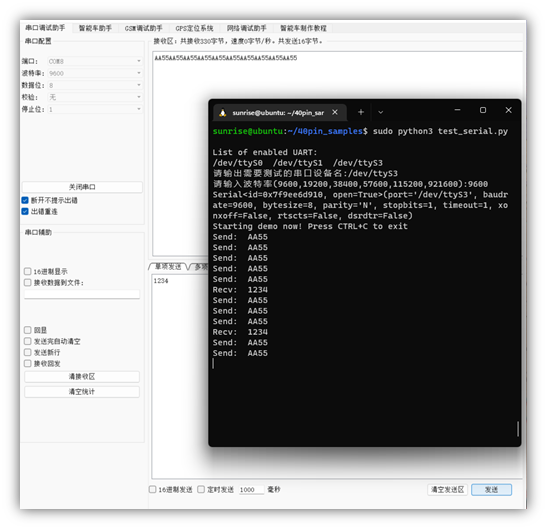 串口调试助手 智能车助手 GSM调试助手 GPS定位系统 网络调试助手 智能车制作教程
串口配置
接收区：共接收330字节，速度0字节/秒。共发送16字节。
端口： COM8
波特率： 9600
数据位： 8
校验： 无
停止位： 1
关闭串口
断开不提示出错
出错重连
串口辅助
16进制显示
接收数据到文件:
回显
发送完自动清空
发送新行
接收回发
清接收区
清空统计
AA55AA55AA55AA55AA55AA55AA55AA55AA55AA55
sunrise@ubuntu: ~/40pin_sar
sunrise@ubuntu:~/40pin_samples$ sudo python3 test_serial.py
List of enabled UART:
/dev/ttyS0 /dev/ttyS1 /dev/ttyS3
请输出需要测试的串口设备名:/dev/ttyS3
请输入波特率(9600,19200,38400,57600,115200,921600):9600
Serial<id=0x7f9ee6d910, open=True>(port='/dev/ttyS3', baudr
ate=9600, bytesize=8, parity='N', stopbits=1, timeout=1, xo
nxoff=False, rtscts=False, dsrdtr=False)
Starting demo now! Press CTRL+C to exit
Send: AA55
Send: AA55
Send: AA55
Send: AA55
Send: AA55
Recv: 1234
Send: AA55
Send: AA55
Send: AA55
Recv: 1234
Send: AA55
Send: AA55
单项发送 多项
1234
16进制发送 定时发送 1000 毫秒 清空发送区 发送